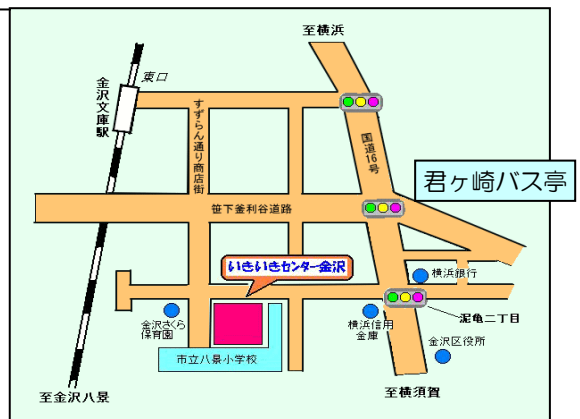 至横浜
東口
金沢文庫駅
すずらん通り商店街
国道16号
君ヶ崎バス亭
笹下釜利谷道路
いきいきセンター金沢
横浜銀行
金沢さくら
保育園
横浜信用
金庫
泥亀二丁目
金沢区役所
市立八景小学校
至金沢八景
至横須賀